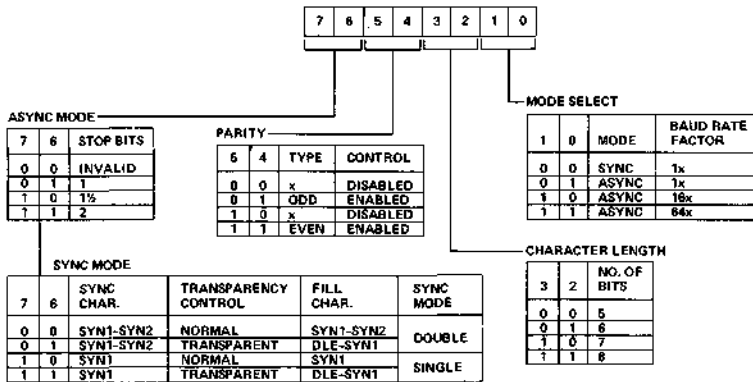 7 6 5 4 3 2 1 0
ASYNC MODE
7 6 STOP BITS
0 0 INVALID
0 1 1
1 0 1½
1 1 2
PARITY
5 4 TYPE CONTROL
0 0 x DISABLED
0 1 ODD ENABLED
1 0 x DISABLED
1 1 EVEN ENABLED
MODE SELECT
1 0 MODE BAUD RATE FACTOR
0 0 SYNC 1x
0 1 ASYNC 1x
1 0 ASYNC 16x
1 1 ASYNC 64x
CHARACTER LENGTH
3 2 NO. OF BITS
0 0 5
0 1 6
1 0 7
1 1 8
SYNC MODE
7 6 SYNC CHAR. TRANSPARENCY CONTROL FILL CHAR. SYNC MODE
0 0 SYN1-SYN2 NORMAL SYN1-SYN2 DOUBLE
0 1 SYN1-SYN2 TRANSPARENT DLE-SYN1
1 0 SYN1 NORMAL SYN1 SINGLE
1 1 SYN1 TRANSPARENT DLE-SYN1